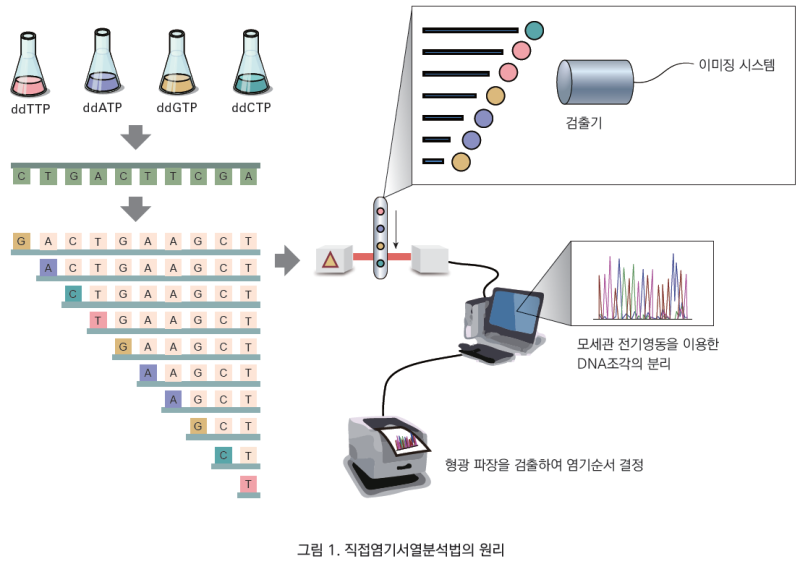 ddTTP ddATP ddGTP ddCTP
C T G A C T T C G A
G A C T G A A G C T
A C T G A A G C T
C T G A A G C T
T G A A G C T
G A A G C T
A A G C T
A G C T
G C T
C T
T
이미징 시스템
검출기
모세관 전기영동을 이용한
DNA조각의 분리
형광 파장을 검출하여 염기순서 결정
그림 1. 직접염기서열분석법의 원리